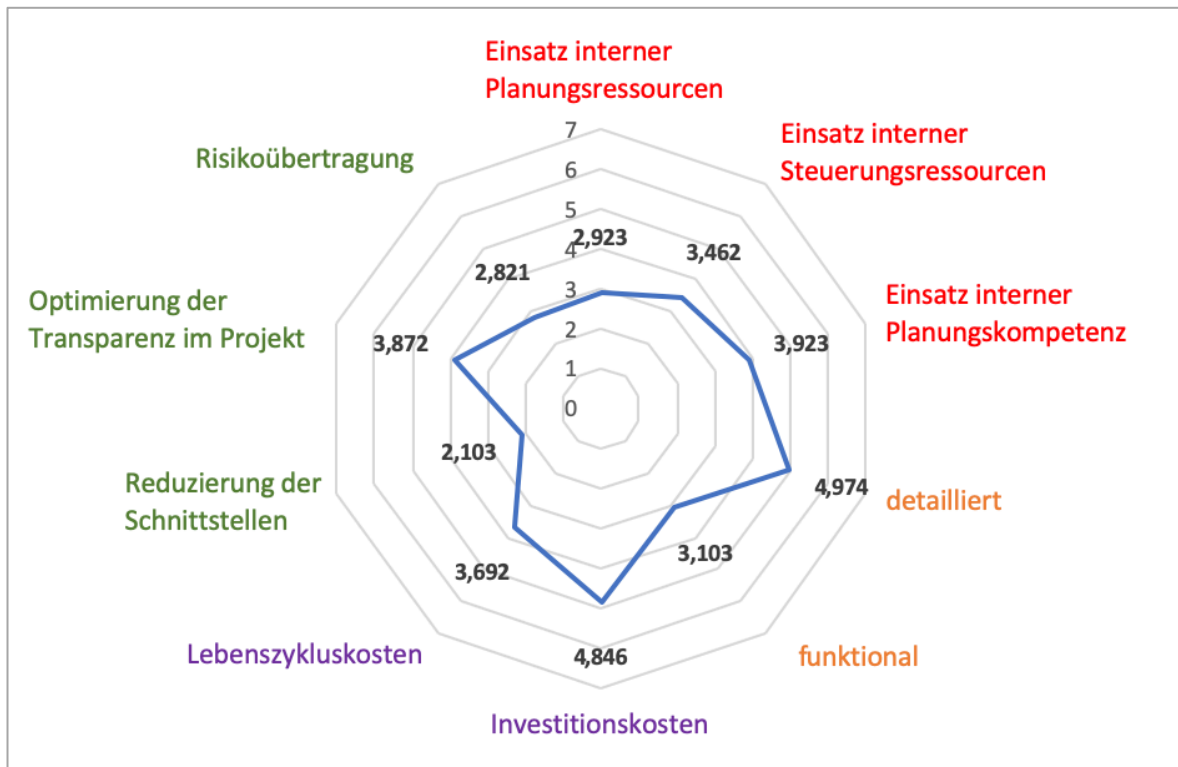 Einsatz interner
Planungsressourcen
Einsatz interner
Steuerungsressourcen
Risikoübertragung
7
6
5
4
3
2
1
0
2,923
3,462
2,821
Optimierung der
Transparenz im Projekt
3,872
3,923
Einsatz interner
Planungskompetenz
Reduzierung der
Schnittstellen
2,103
4,974
detailliert
3,692
3,103
Lebenszykluskosten
4,846
funktional
Investitionskosten